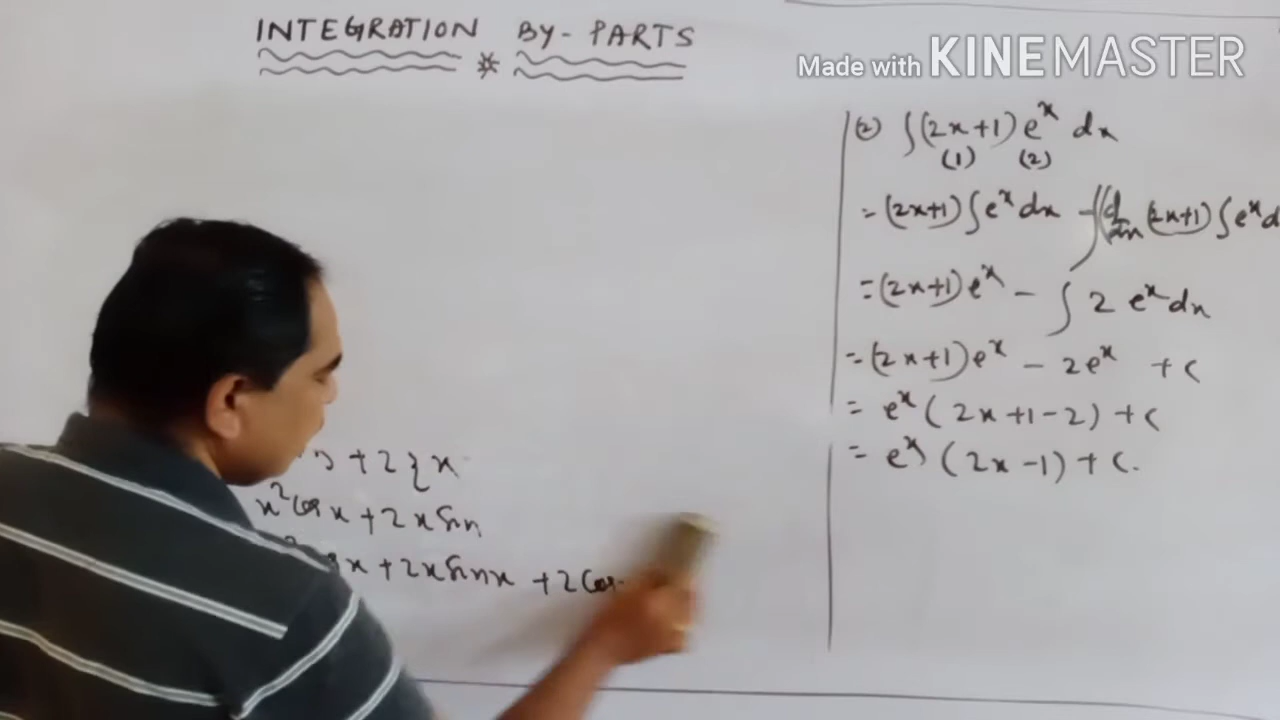 INTEGRATION BY-PARTS
Made with KINEMASTER
(2) ∫(2x+1) e^x dx
(1) (2)
= (2x+1) ∫e^x dx - ∫(d/dx (2x+1) ∫e^x d
= (2x+1) e^x - ∫ 2 e^x dx
= (2x+1) e^x - 2e^x + c
= e^x (2x+1-2) + c
= e^x (2x-1) + c.
+2{x
x^2 cos x + 2x sin
x + 2x sin x + 2 cos